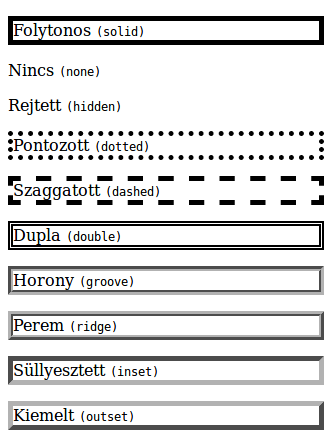 Folytonos (solid)
Nincs (none)
Rejtett (hidden)
Pontozott (dotted)
Szaggatott (dashed)
Dupla (double)
Horony (groove)
Perem (ridge)
Süllyesztett (inset)
Kiemelt (outset)